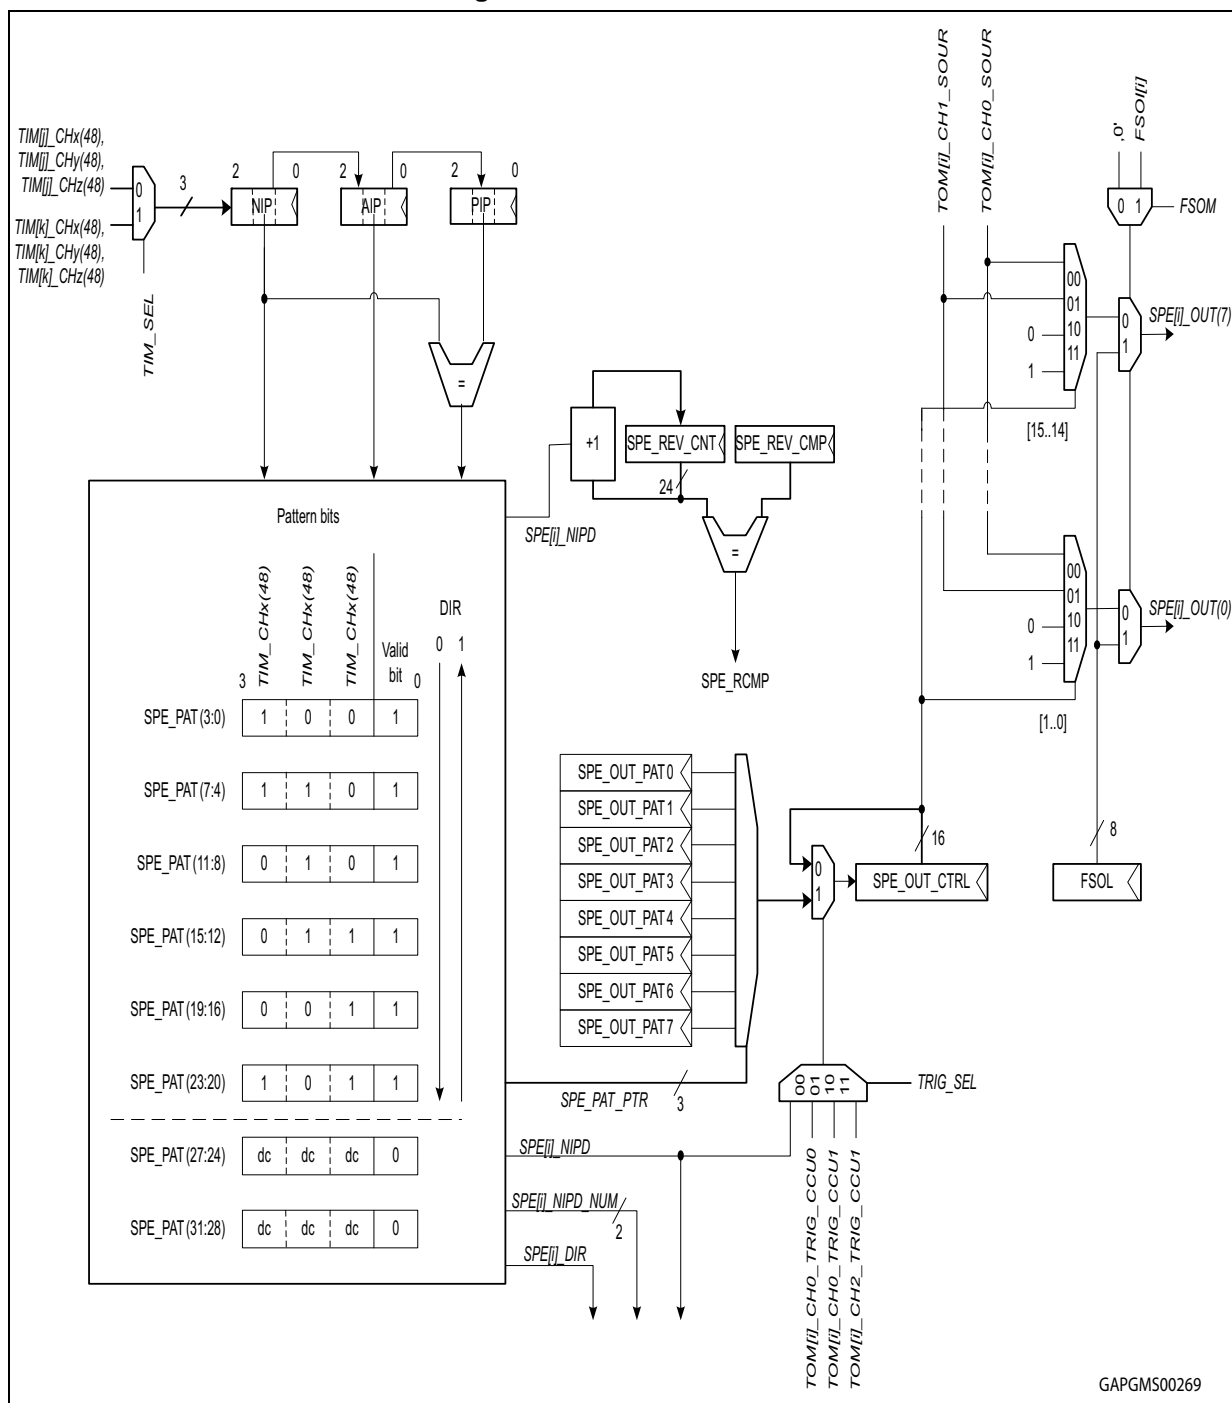 TIM[j]_CHx(48),
TIM[j]_CHy(48),
TIM[j]_CHz(48)
TIM[k]_CHx(48),
TIM[k]_CHy(48),
TIM[k]_CHz(48)
0
1
TIM_SEL
3
2 0
NIP
2 0
AIP
2 0
PIP
=
TOM[i]_CH1_SOUR
TOM[i]_CH0_SOUR
‚0'
FSOI[i]
0 1
FSOM
00
01
10
11
0
1
0
1
SPE[i]_OUT(7)
[15..14]
+1
SPE_REV_CNT
SPE_REV_CMP
24
=
SPE[i]_NIPD
SPE_RCMP
00
01
10
11
0
1
0
1
SPE[i]_OUT(0)
[1..0]
Pattern bits
TIM_CHx(48)
TIM_CHx(48)
TIM_CHx(48)
DIR
0 1
Valid
bit
3
0
SPE_PAT(3:0) 1 0 0 1
SPE_PAT(7:4) 1 1 0 1
SPE_PAT(11:8) 0 1 0 1
SPE_PAT(15:12) 0 1 1 1
SPE_PAT(19:16) 0 0 1 1
SPE_PAT(23:20) 1 0 1 1
SPE_PAT(27:24) dc dc dc 0
SPE_PAT(31:28) dc dc dc 0
SPE_OUT_PAT0
SPE_OUT_PAT1
SPE_OUT_PAT2
SPE_OUT_PAT3
SPE_OUT_PAT4
SPE_OUT_PAT5
SPE_OUT_PAT6
SPE_OUT_PAT7
0
1
16
SPE_OUT_CTRL
8
FSOL
SPE_PAT_PTR
3
00
01
10
11
TRIG_SEL
SPE[i]_NIPD
SPE[i]_NIPD_NUM
2
SPE[i]_DIR
TOM[i]_CH0_TRIG_CCU0
TOM[i]_CH0_TRIG_CCU1
TOM[i]_CH2_TRIG_CCU1
GAPGMS00269